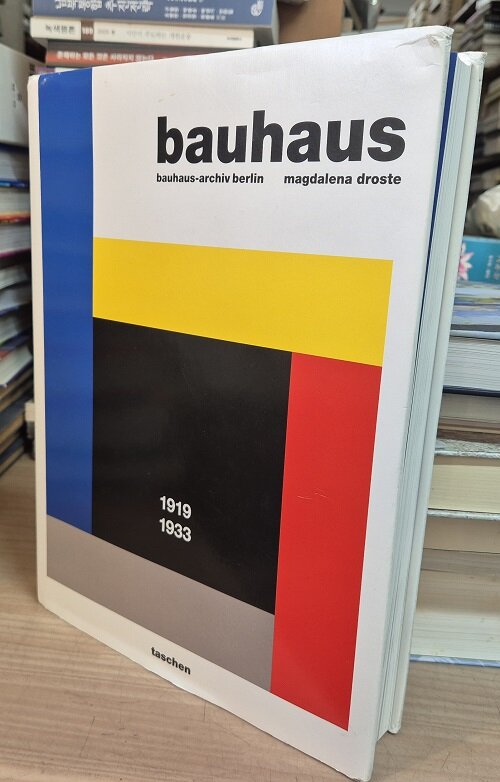 bauhaus
bauhaus-archiv berlin magdalena droste
1919
1933
taschen